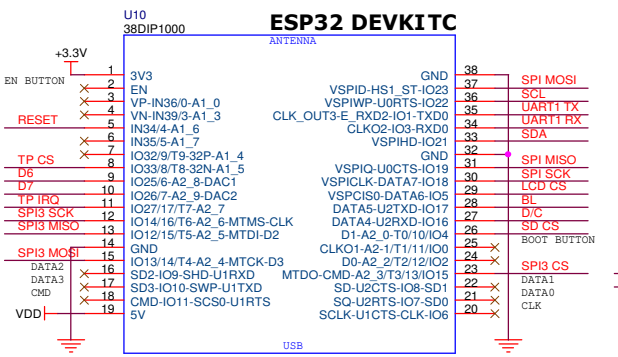 U10
ESP32 DEVKITC
38DIP1000
ANTENNA
+3.3V
1 3V3 GND 38
EN BUTTON 2 EN VSPID-HS1_ST-IO23 37 SPI MOSI
3 VP-IN36/0-A1_0 VSPIWP-U0RTS-IO22 36 SCL
4 VN-IN39/3-A1_3 CLK_OUT3-E_RXD2-IO1-TXD0 35 UART1 TX
RESET 5 IN34/4-A1_6 CLKO2-IO3-RXD0 34 UART1 RX
6 IN35/5-A1_7 VSPIHD-IO21 33 SDA
7 IO32/9/T9-32P-A1_4 GND 32
TP CS 8 IO33/8/T8-32N-A1_5 VSPIQ-U0CTS-IO19 31 SPI MISO
D6 9 IO25/6-A2_8-DAC1 VSPICLK-DATA7-IO18 30 SPI SCK
D7 10 IO26/7-A2_9-DAC2 VSPICS0-DATA6-IO5 29 LCD CS
TP IRQ 11 IO27/17/T7-A2_7 DATA5-U2TXD-IO17 28 BL
SPI3 SCK 12 IO14/16/T6-A2_6-MTMS-CLK DATA4-U2RXD-IO16 27 D/C
SPI3 MISO 13 IO12/15/T5-A2_5-MTDI-D2 D1-A2_0-T0/10/IO4 26 SD CS
14 GND CLKO1-A2-1/T1/11/IO0 25 BOOT BUTTON
SPI3 MOSI 15 IO13/14/T4-A2_4-MTCK-D3 D0-A2_2/T2/12/IO2 24
DATA2 16 SD2-IO9-SHD-U1RXD MTDO-CMD-A2_3/T3/13/IO15 23 SPI3 CS
DATA3 17 SD3-IO10-SWP-U1TXD SD-U2CTS-IO8-SD1 22 DATA1
CMD 18 CMD-IO11-SCS0-U1RTS SQ-U2RTS-IO7-SD0 21 DATA0
VDD 19 5V SCLK-U1CTS-CLK-IO6 20 CLK
USB